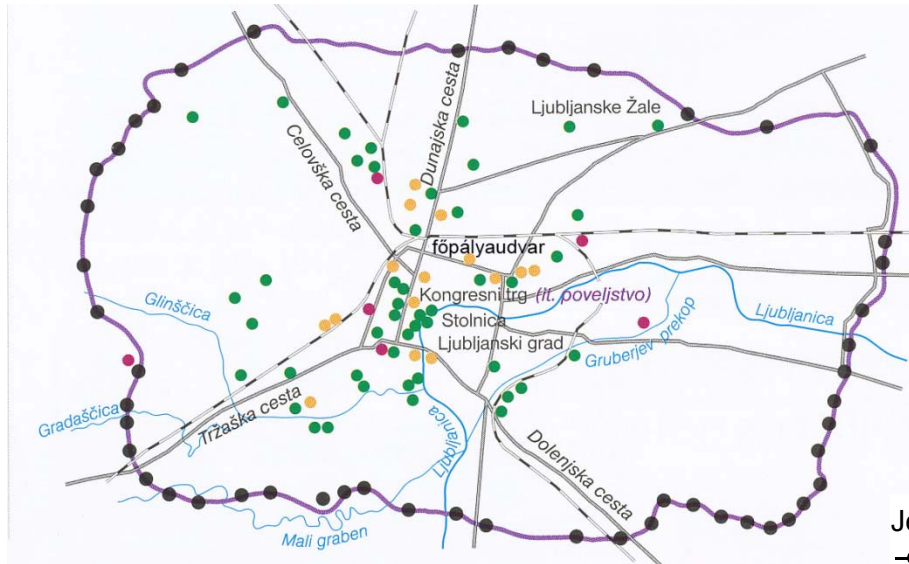 Ljubljanske Žale
Dunajska cesta
Celovška cesta
főpályaudvar
Kongresni trg (it. poveljstvo)
Stolnica
Ljubljanski grad
Glinščica
Gradaščica
Tržaška cesta
Ljubljanica
Gruberjev prekop
Ljubljanica
Dolenjska cesta
Mali graben